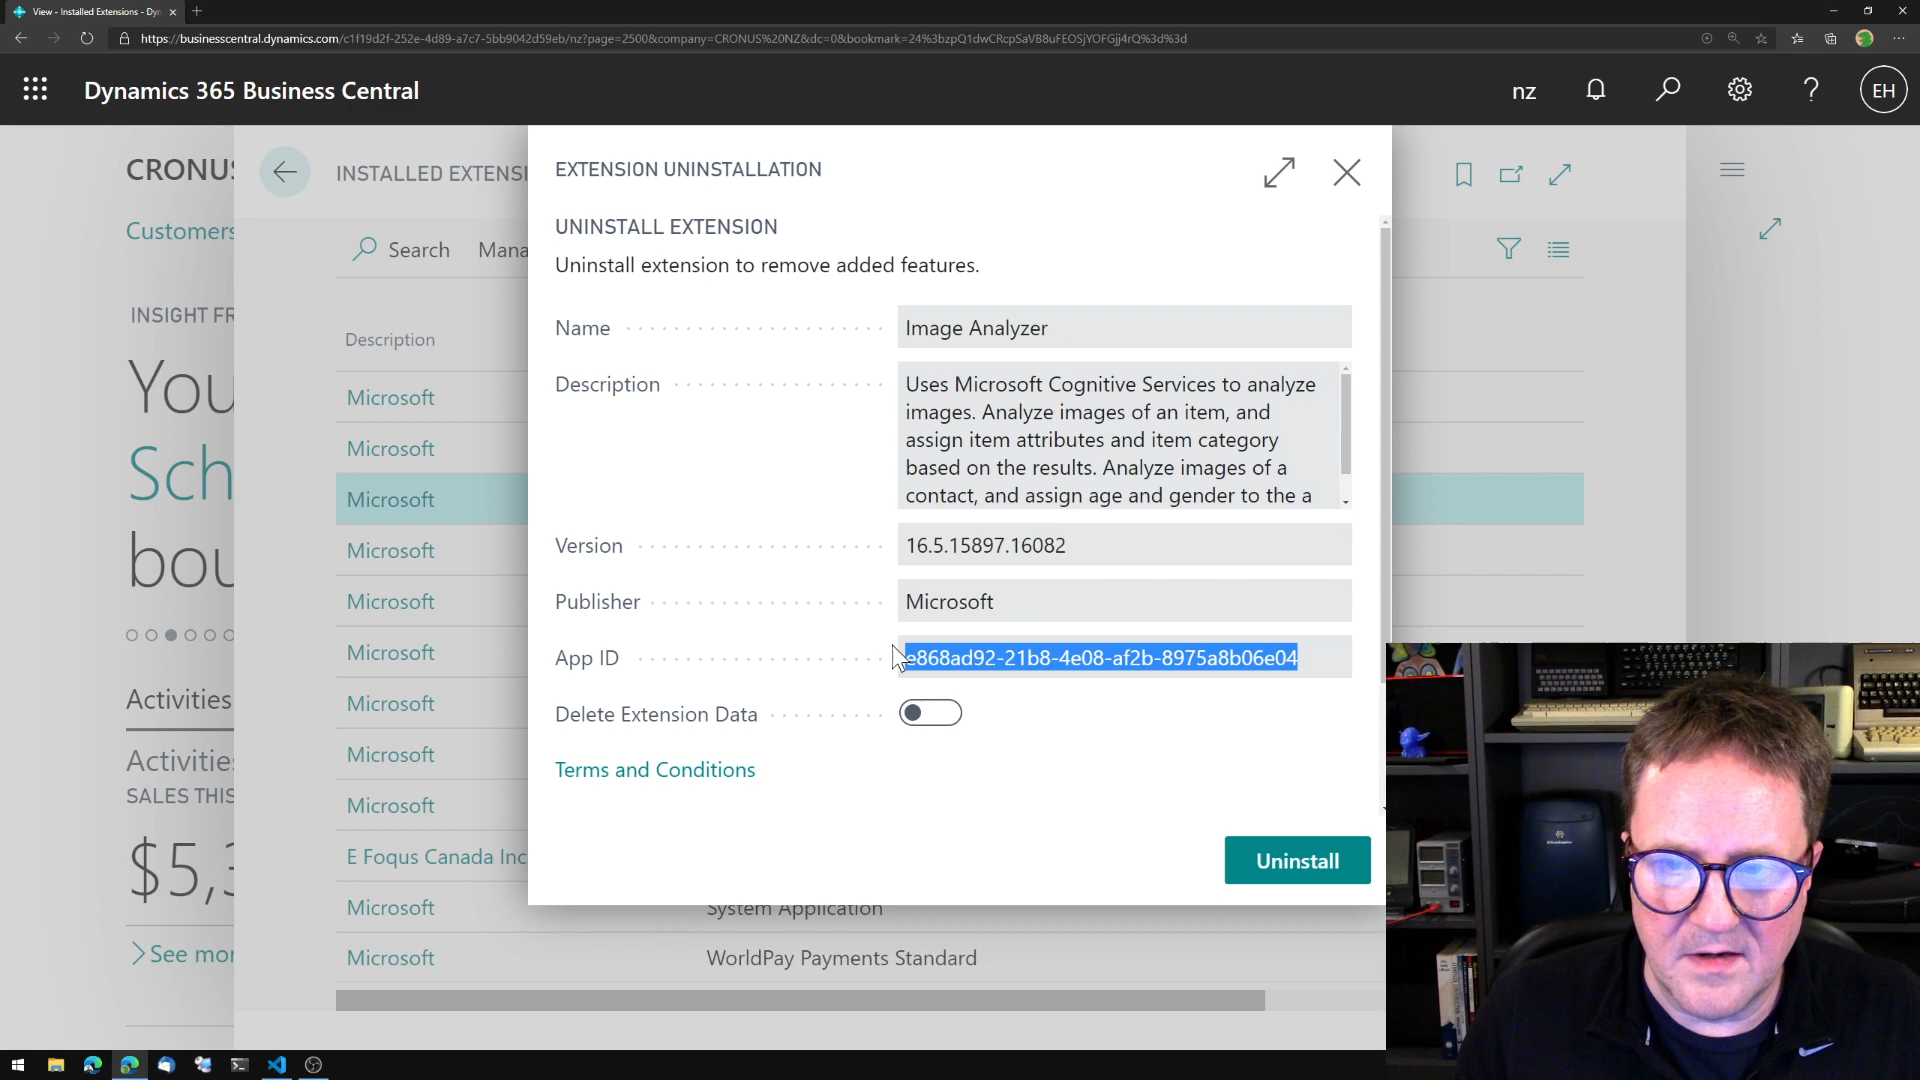 View - Installed Extensions - Dyn
https://businesscentral.dynamics.com/c1f19d2f-252e-4d89-a7c7-5bb9042d59eb/nz?page=2500&company=CRONUS%20NZ&dc=0&bookmark=24%3bzpQ1dwCRcpSaVB8uFEOSjYOFGjj4rQ%3d%3d
Dynamics 365 Business Central
nz
EH
CRONUS
INSTALLED EXTENSI
EXTENSION UNINSTALLATION
Customers
UNINSTALL EXTENSION
Search
Mana
Uninstall extension to remove added features.
INSIGHT FR
Name
Image Analyzer
Description
You
Description
Uses Microsoft Cognitive Services to analyze
images. Analyze images of an item, and
assign item attributes and item category
based on the results. Analyze images of a
contact, and assign age and gender to the a
Microsoft
Microsoft
Sch
Microsoft
bou
Microsoft
Version
16.5.15897.16082
Microsoft
Publisher
Microsoft
Microsoft
App ID
e868ad92-21b8-4e08-af2b-8975a8b06e04
Activities
Microsoft
Delete Extension Data
Activities
Microsoft
Terms and Conditions
SALES THIS
Microsoft
$5,3
E Foqus Canada Inc
Uninstall
Microsoft
System Application
See mor
Microsoft
WorldPay Payments Standard